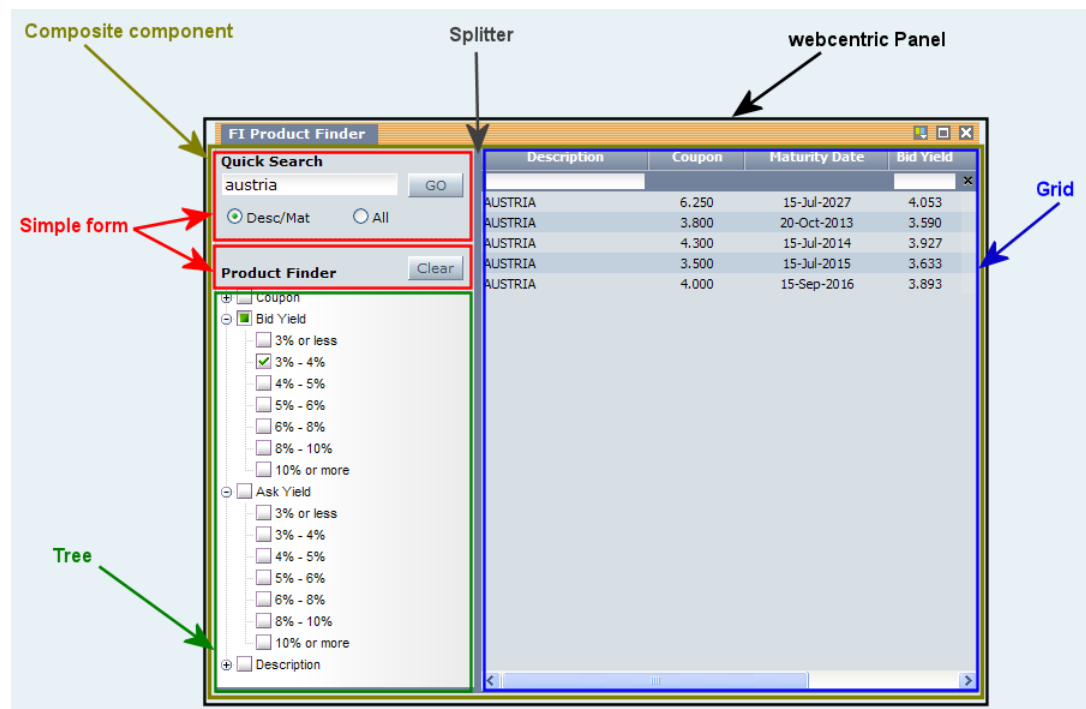 Composite component
Splitter
webcentric Panel
FI Product Finder
Quick Search
austria
GO
Desc/Mat
All
Simple form
Product Finder
Clear
Coupon
Bid Yield
3% or less
3% - 4%
4% - 5%
5% - 6%
6% - 8%
8% - 10%
10% or more
Ask Yield
3% or less
3% - 4%
4% - 5%
5% - 6%
6% - 8%
8% - 10%
10% or more
Description
Tree
Description Coupon Maturity Date Bid Yield
AUSTRIA 6.250 15-Jul-2027 4.053
AUSTRIA 3.800 20-Oct-2013 3.590
AUSTRIA 4.300 15-Jul-2014 3.927
AUSTRIA 3.500 15-Jul-2015 3.633
AUSTRIA 4.000 15-Sep-2016 3.893
Grid